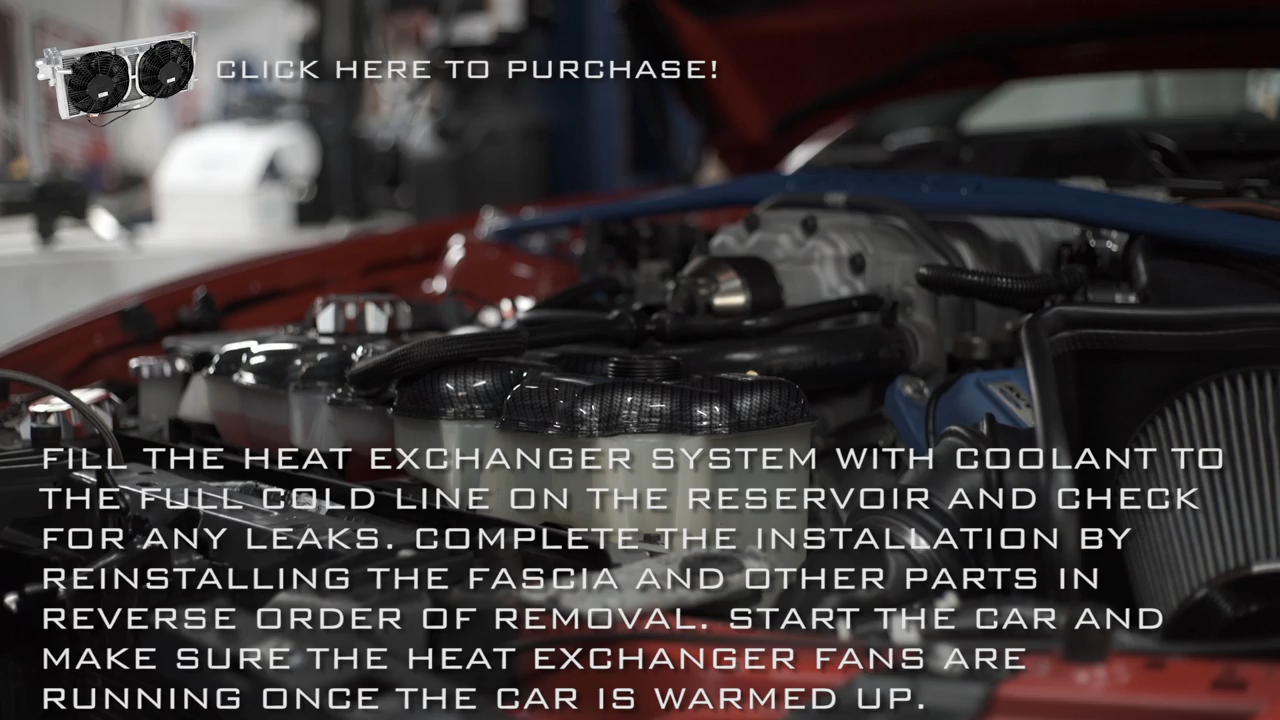 CLICK HERE TO PURCHASE!
FILL THE HEAT EXCHANGER SYSTEM WITH COOLANT TO
THE FULL COLD LINE ON THE RESERVOIR AND CHECK
FOR ANY LEAKS. COMPLETE THE INSTALLATION BY
REINSTALLING THE FASCIA AND OTHER PARTS IN
REVERSE ORDER OF REMOVAL. START THE CAR AND
MAKE SURE THE HEAT EXCHANGER FANS ARE
RUNNING ONCE THE CAR IS WARMED UP.